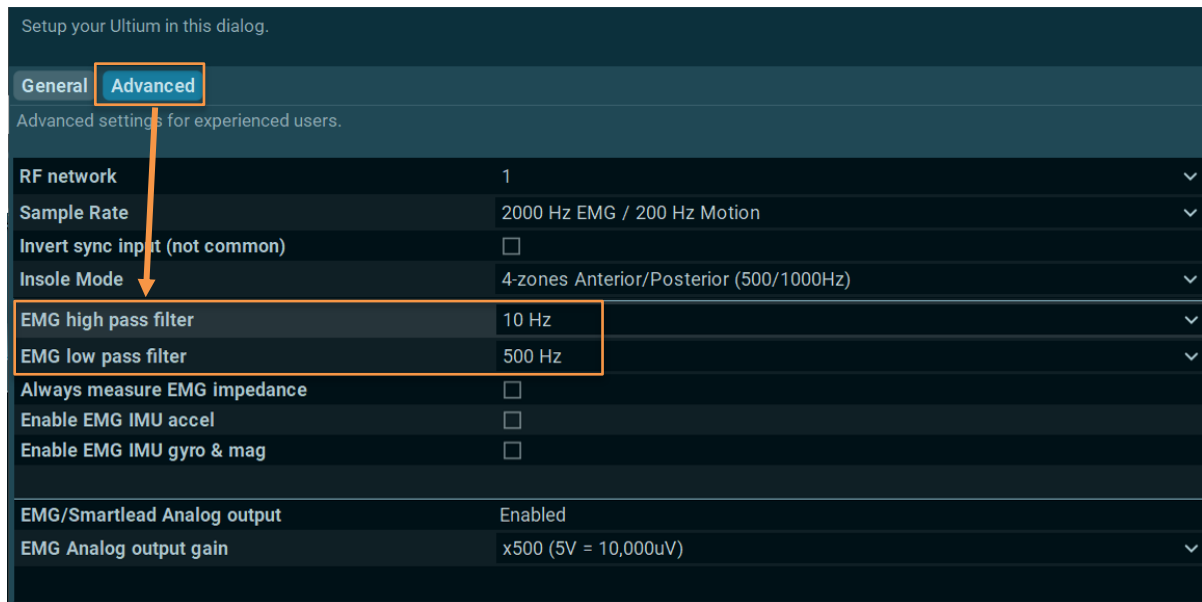 Setup your Ultium in this dialog.
General Advanced
Advanced settings for experienced users.
RF network 1
Sample Rate 2000 Hz EMG / 200 Hz Motion
Invert sync input (not common)
Insole Mode 4-zones Anterior/Posterior (500/1000Hz)
EMG high pass filter 10 Hz
EMG low pass filter 500 Hz
Always measure EMG impedance
Enable EMG IMU accel
Enable EMG IMU gyro & mag
EMG/Smartlead Analog output Enabled
EMG Analog output gain x500 (5V = 10,000uV)